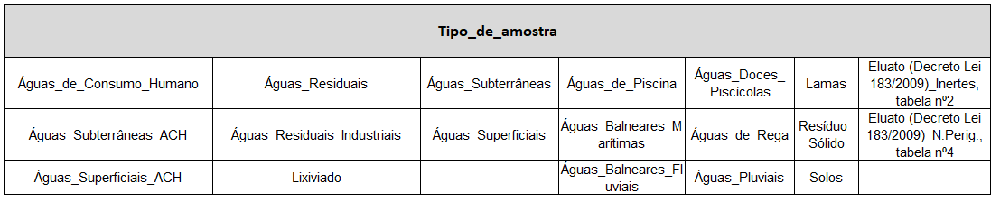 Tipo_de_amostra
Águas_de_Consumo_Humano
Águas_Residuais
Águas_Subterrâneas
Águas_de_Piscina
Águas_Doces_
Piscícolas
Lamas
Eluato (Decreto Lei
183/2009)_Inertes,
tabela nº2
Águas_Subterrâneas_ACH
Águas_Residuais_Industriais
Águas_Superficiais
Águas_Balneares_M
arítimas
Águas_de_Rega
Resíduo_
Sólido
Eluato (Decreto Lei
183/2009)_N.Perig.,
tabela nº4
Águas_Superficiais_ACH
Lixiviado
Águas_Balneares_Fl
uviais
Águas_Pluviais
Solos